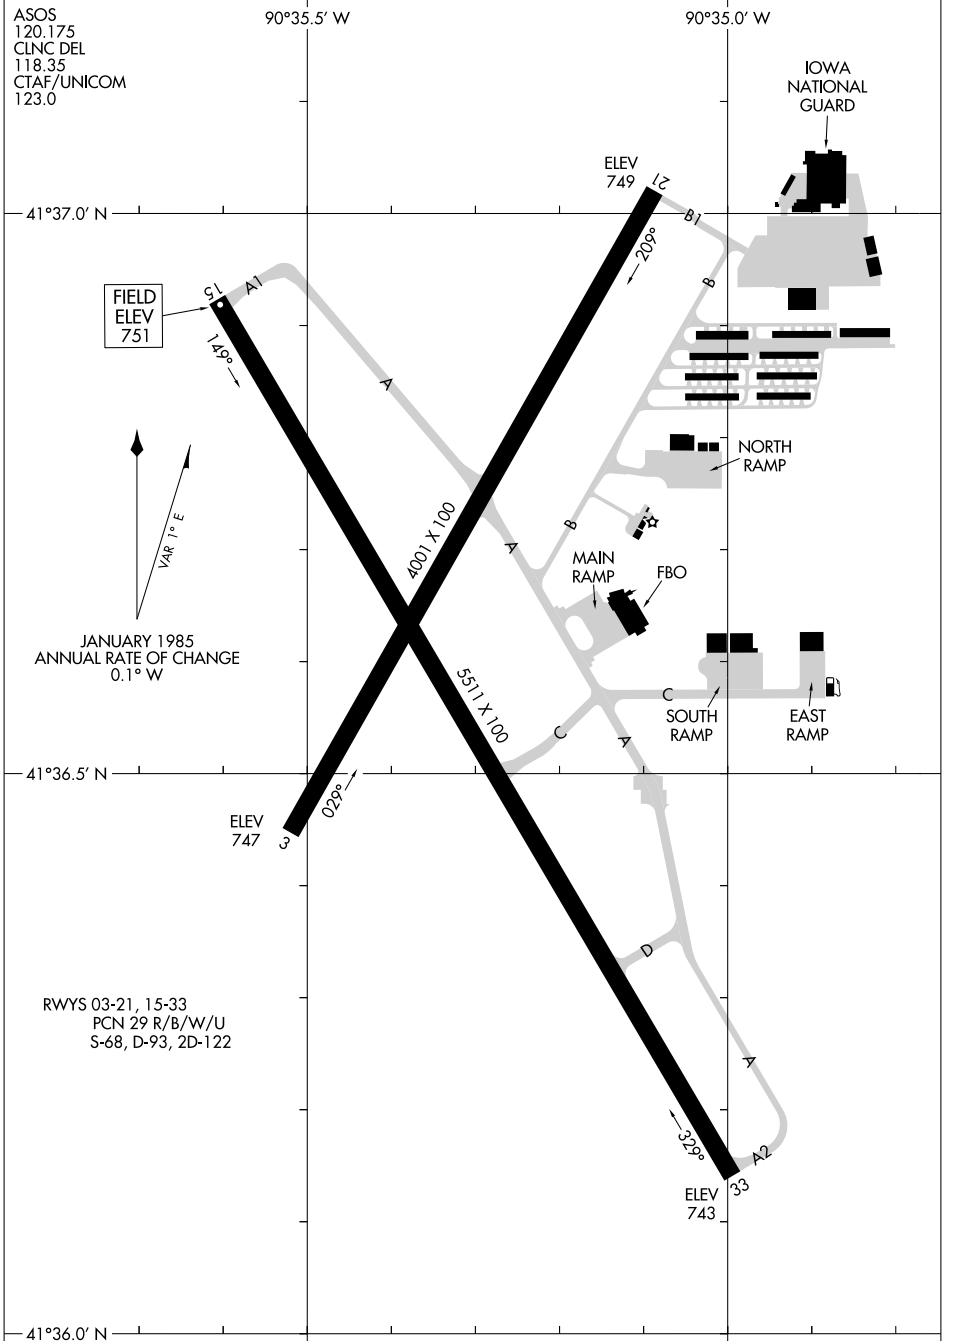 ASOS
120.175
CLNC DEL
118.35
CTAF/UNICOM
123.0
90°35.5' W
90°35.0' W
IOWA
NATIONAL
GUARD
ELEV
749
21
41°37.0' N
B1
209°
B
FIELD
ELEV
751
15
A1
149°
A
NORTH
RAMP
VAR 1° E
4001 X 100
B
A
MAIN
RAMP
FBO
JANUARY 1985
ANNUAL RATE OF CHANGE
0.1° W
5511 X 100
C
SOUTH
RAMP
EAST
RAMP
C
A
41°36.5' N
029°
ELEV
747
3
D
RWYS 03-21, 15-33
PCN 29 R/B/W/U
S-68, D-93, 2D-122
A
329°
A2
33
ELEV
743
41°36.0' N